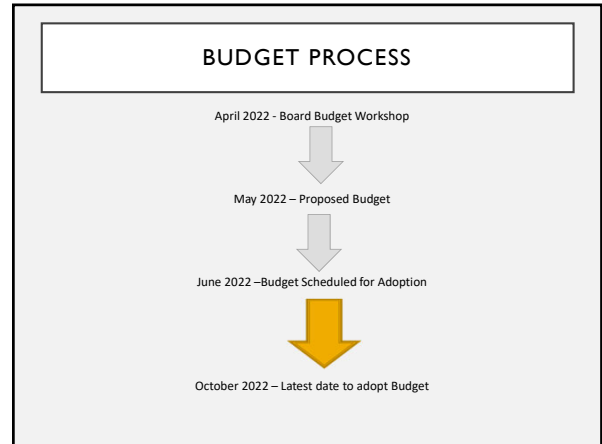 BUDGET PROCESS
April 2022 - Board Budget Workshop
May 2022 – Proposed Budget
June 2022 –Budget Scheduled for Adoption
October 2022 – Latest date to adopt Budget